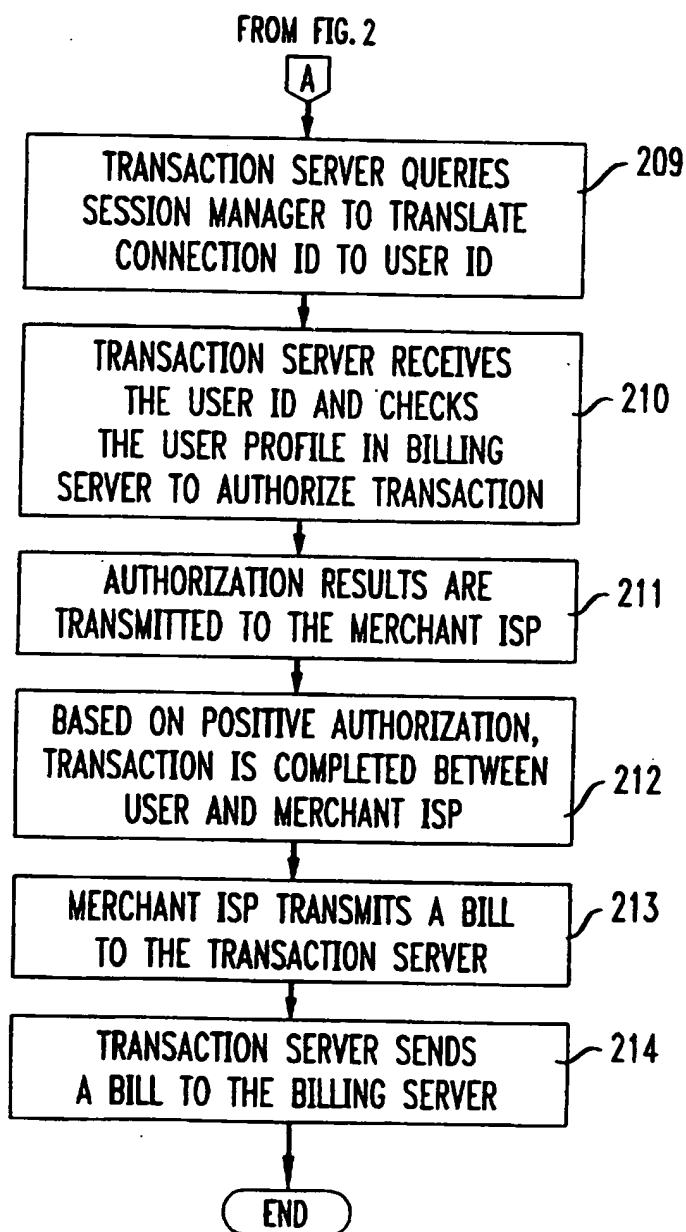 FROM FIG. 2
A
TRANSACTION SERVER QUERIES
SESSION MANAGER TO TRANSLATE
CONNECTION ID TO USER ID
209
TRANSACTION SERVER RECEIVES
THE USER ID AND CHECKS
THE USER PROFILE IN BILLING
SERVER TO AUTHORIZE TRANSACTION
210
AUTHORIZATION RESULTS ARE
TRANSMITTED TO THE MERCHANT ISP
211
BASED ON POSITIVE AUTHORIZATION,
TRANSACTION IS COMPLETED BETWEEN
USER AND MERCHANT ISP
212
MERCHANT ISP TRANSMITS A BILL
TO THE TRANSACTION SERVER
213
TRANSACTION SERVER SENDS
A BILL TO THE BILLING SERVER
214
END